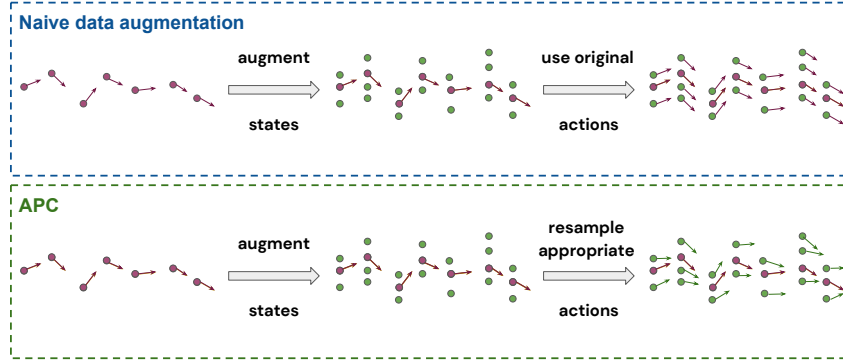 Naive data augmentation
augment
states
use original
actions
APC
augment
states
resample
appropriate
actions